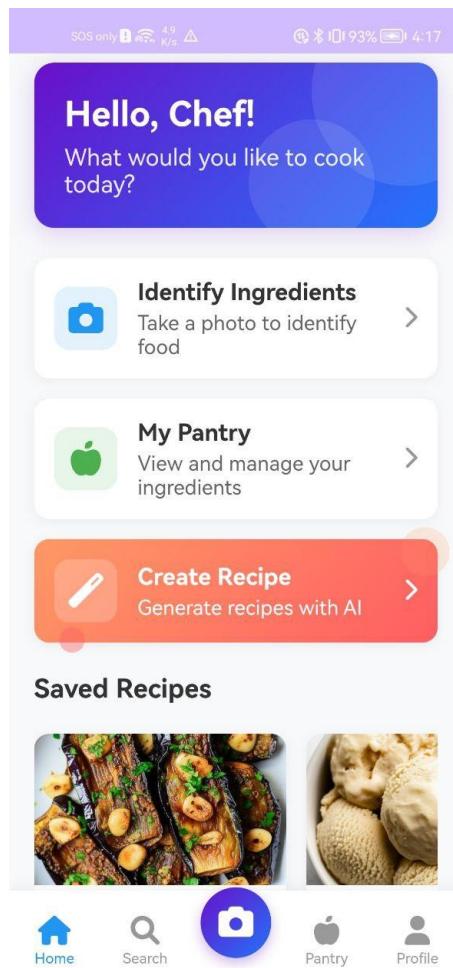 SOS only 4.9 K/s 93% 4:17
Hello, Chef!
What would you like to cook
today?
Identify Ingredients
Take a photo to identify
food
My Pantry
View and manage your
ingredients
Create Recipe
Generate recipes with AI
Saved Recipes
Home Search Pantry Profile